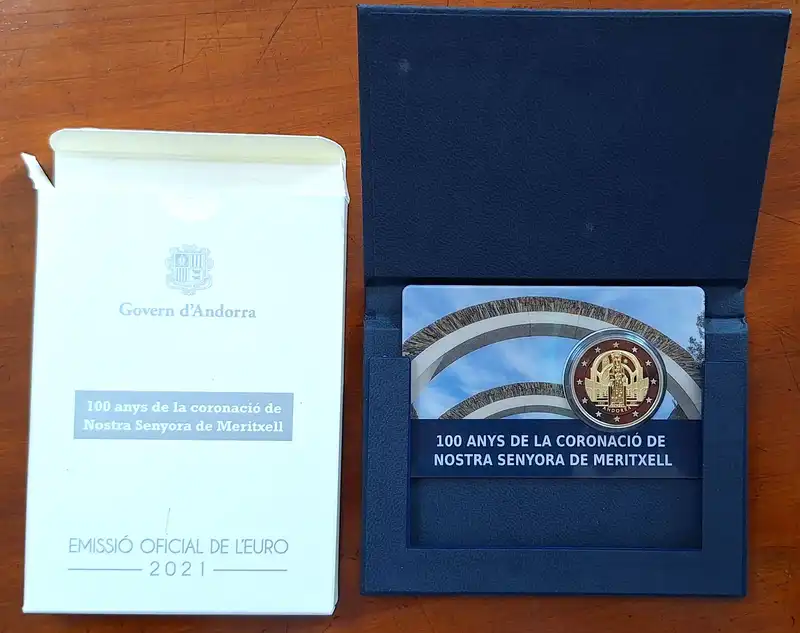 Govern d'Andorra
100 anys de la coronació de
Nostra Senyora de Meritxell
EMISSIÓ OFICIAL DE L'EURO
2021
100 ANYS DE LA CORONACIÓ DE
NOSTRA SENYORA DE MERITXELL
ANDORRA